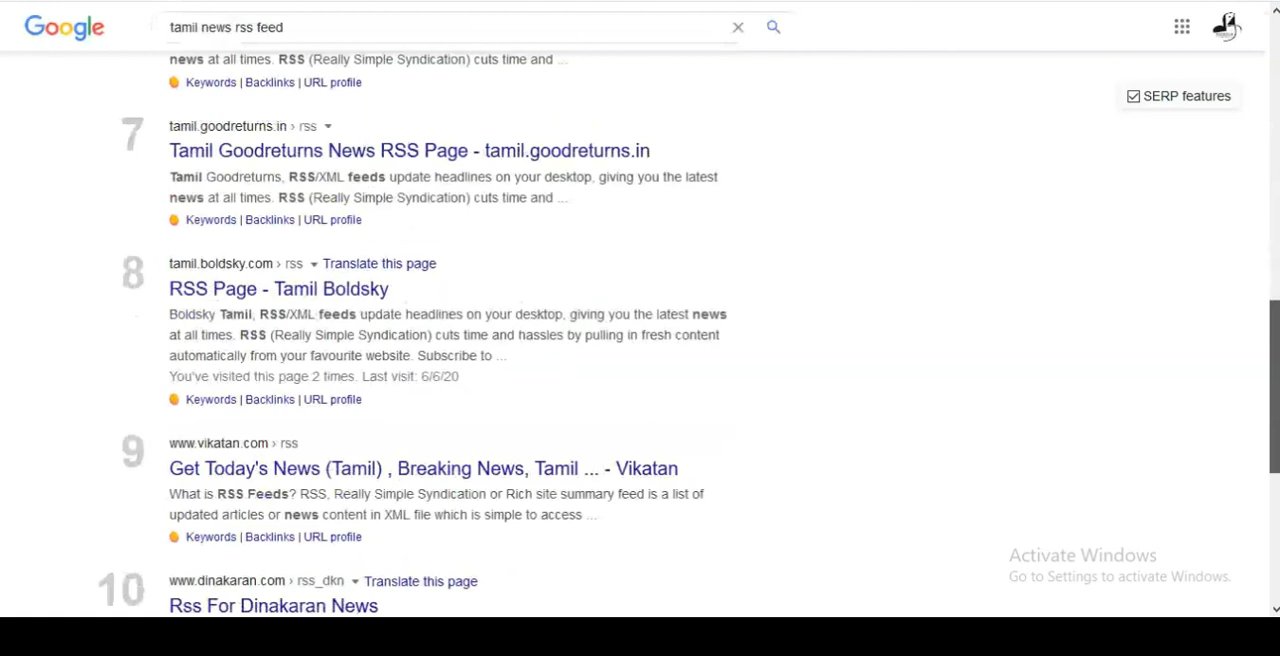 Google
tamil news rss feed
news at all times. RSS (Really Simple Syndication) cuts time and ...
Keywords | Backlinks | URL profile
SERP features
7
tamil.goodreturns.in › rss
Tamil Goodreturns News RSS Page - tamil.goodreturns.in
Tamil Goodreturns, RSS/XML feeds update headlines on your desktop, giving you the latest
news at all times. RSS (Really Simple Syndication) cuts time and ...
Keywords | Backlinks | URL profile
8
tamil.boldsky.com › rss Translate this page
RSS Page - Tamil Boldsky
Boldsky Tamil, RSS/XML feeds update headlines on your desktop, giving you the latest news
at all times. RSS (Really Simple Syndication) cuts time and hassles by pulling in fresh content
automatically from your favourite website. Subscribe to ...
You've visited this page 2 times. Last visit: 6/6/20
Keywords | Backlinks | URL profile
9
www.vikatan.com › rss
Get Today's News (Tamil) , Breaking News, Tamil ... - Vikatan
What is RSS Feeds? RSS, Really Simple Syndication or Rich site summary feed is a list of
updated articles or news content in XML file which is simple to access ...
Keywords | Backlinks | URL profile
Activate Windows
Go to Settings to activate Windows.
10
www.dinakaran.com › rss_dkn Translate this page
Rss For Dinakaran News